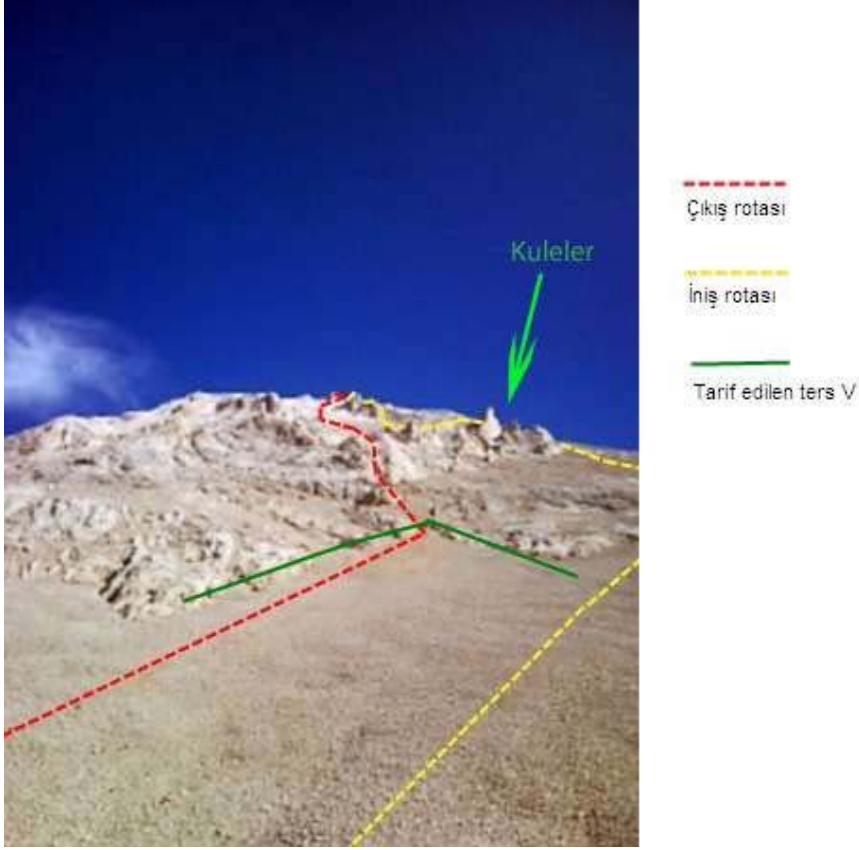 Kuleler
Çıkış rotası
İniş rotası
Tarif edilen ters V